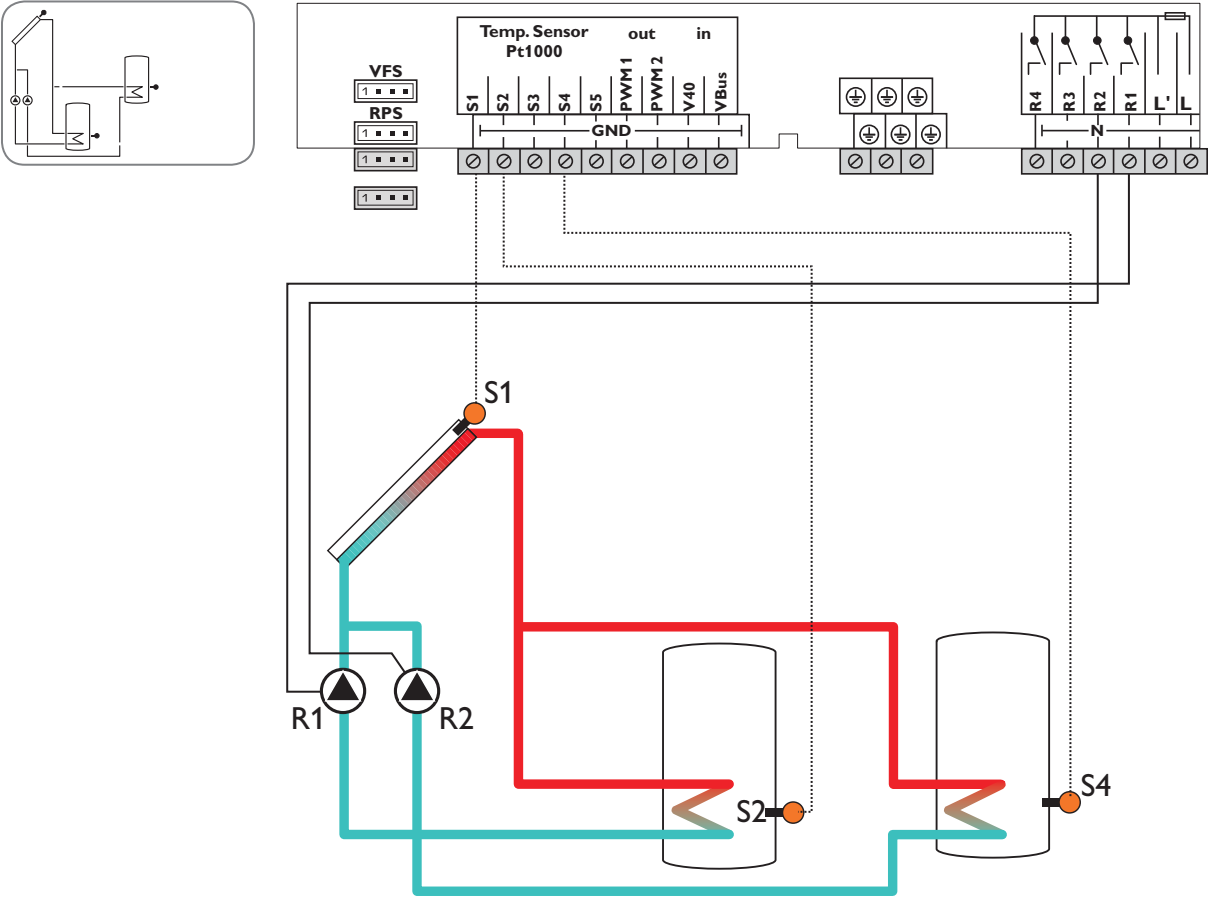 Temp. Sensor
Pt1000
out
in
VFS
1
RPS
1
1
1
S1
S2
S3
S4
S5
PWM 1
PWM 2
V40
VBus
GND
R4
R3
R2
R1
L'
L
N
S1
R1
R2
S2
S4